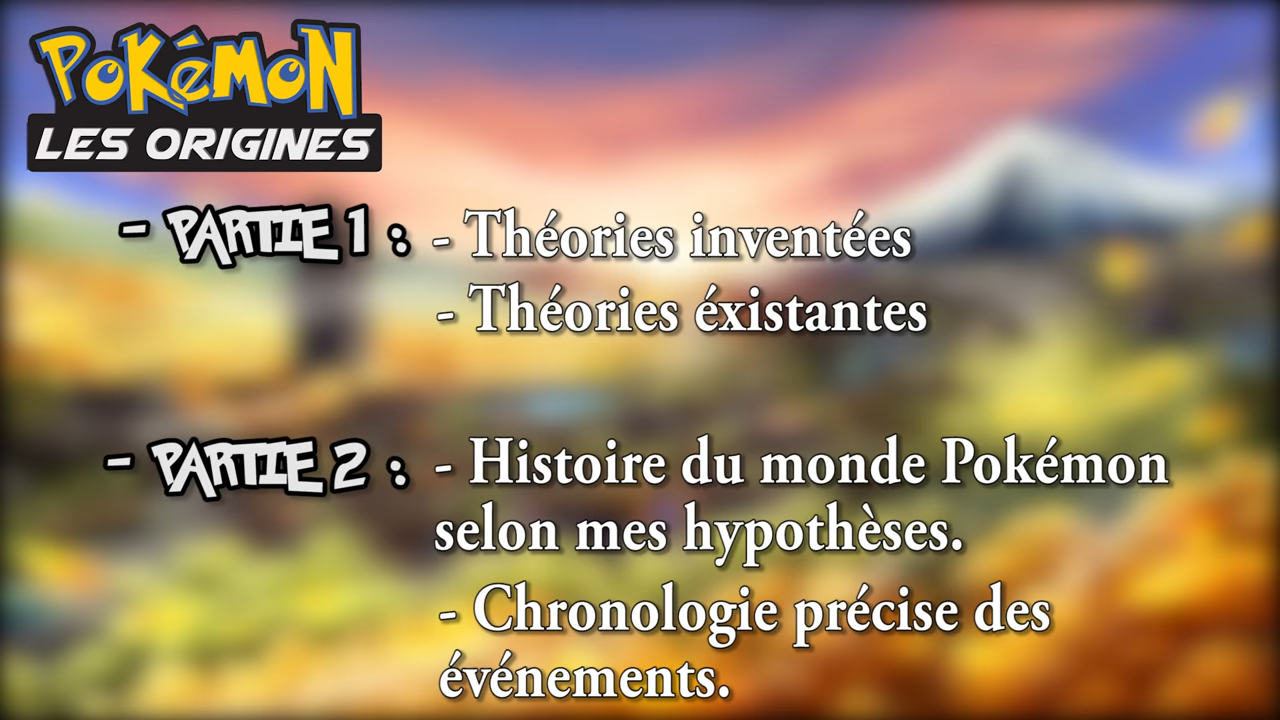 POKéMON
LES ORIGINES
- PARTIE 1 : - Théories inventées
- Théories éxistantes
- PARTIE 2 : - Histoire du monde Pokémon
selon mes hypothèses.
- Chronologie précise des
événements.